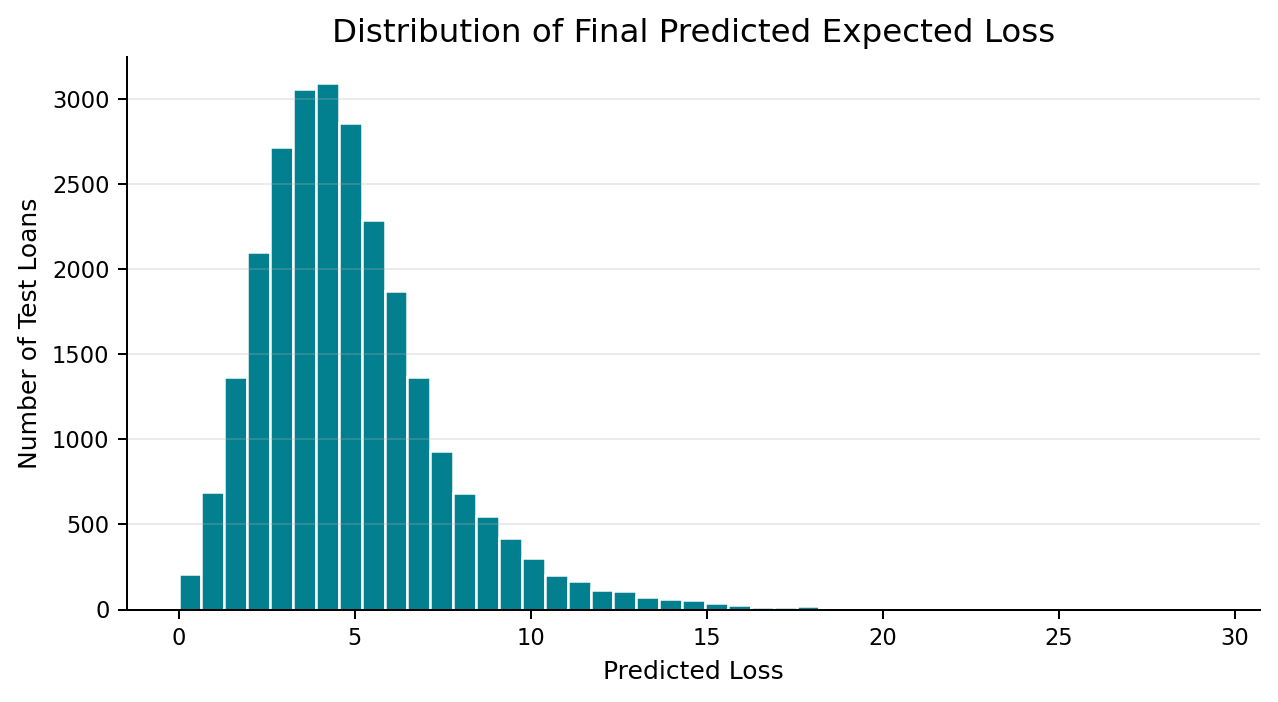 Distribution of Final Predicted Expected Loss
Number of Test Loans
3000
2500
2000
1500
1000
500
0
0 5 10 15 20 25 30
Predicted Loss